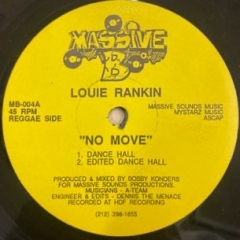 MASSIVE
B
LOUIE RANKIN
MB-004A
45 RPM
REGGAE SIDE
MASSIVE SOUNDS MUSIC
MYSTARZ MUSIC
ASCAP
"NO MOVE"
1. DANCE HALL
2. EDITED DANCE HALL
PRODUCED & MIXED BY BOBBY KONDERS
FOR MASSIVE SOUNDS PRODUCTIONS.
MUSICIANS - A-TEAM
ENGINEER & EDITS - DENNIS THE MENACE
RECORDED AT HDF RECORDING
(212) 398-1855